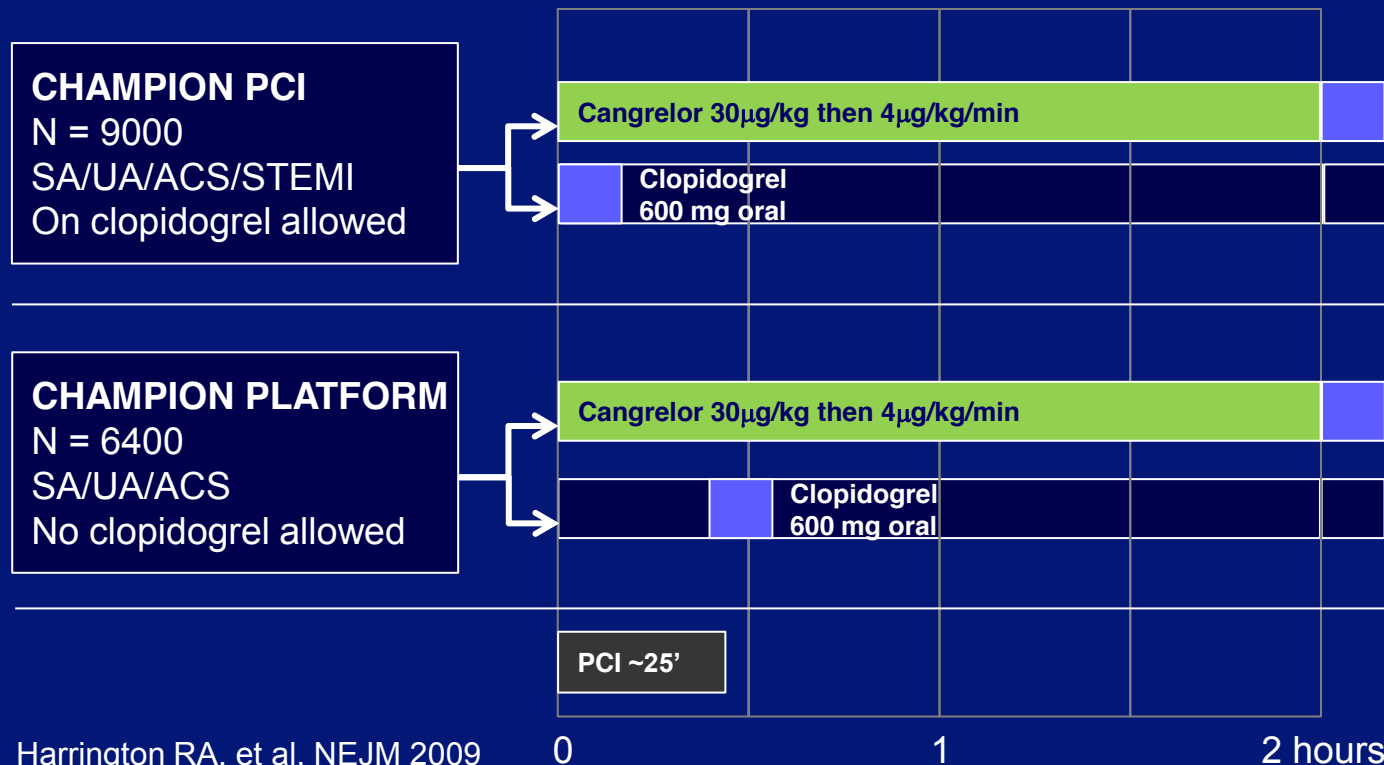 CHAMPION PCI
N = 9000
SA/UA/ACS/STEMI
On clopidogrel allowed
Cangrelor 30μg/kg then 4μg/kg/min
Clopidogrel
600 mg oral
CHAMPION PLATFORM
N = 6400
SA/UA/ACS
No clopidogrel allowed
Cangrelor 30μg/kg then 4μg/kg/min
Clopidogrel
600 mg oral
PCI ~25’
Harrington RA, et al. NEJM 2009
0 1 2 hours